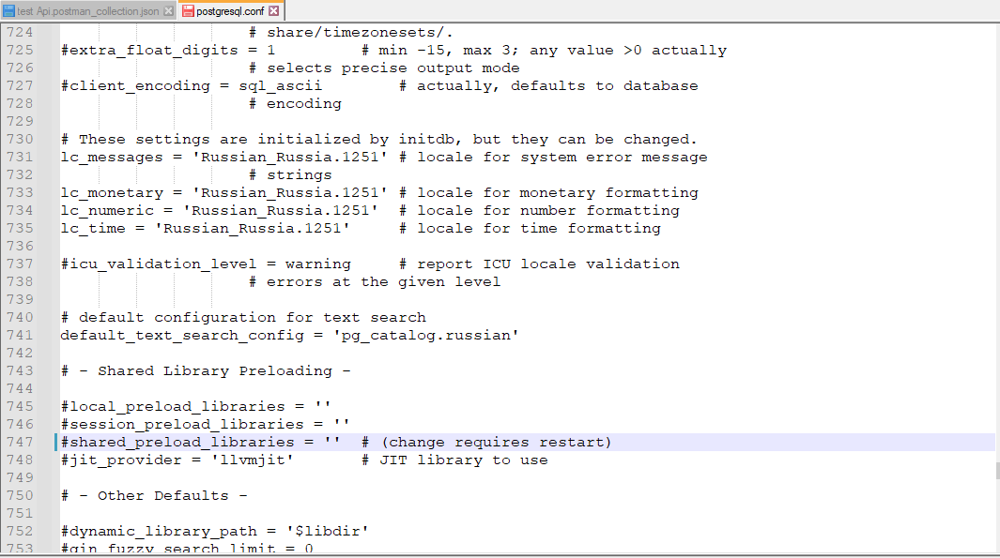 test Api.postman_collection.json postgresql.conf
724 # share/timezonesets/.
725 #extra_float_digits = 1 # min -15, max 3; any value >0 actually
726 # selects precise output mode
727 #client_encoding = sql_ascii # actually, defaults to database
728 # encoding
729
730 # These settings are initialized by initdb, but they can be changed.
731 lc_messages = 'Russian_Russia.1251' # locale for system error message
732 # strings
733 lc_monetary = 'Russian_Russia.1251' # locale for monetary formatting
734 lc_numeric = 'Russian_Russia.1251' # locale for number formatting
735 lc_time = 'Russian_Russia.1251' # locale for time formatting
736
737 #icu_validation_level = warning # report ICU locale validation
738 # errors at the given level
739
740 # default configuration for text search
741 default_text_search_config = 'pg_catalog.russian'
742
743 # - Shared Library Preloading -
744
745 #local_preload_libraries = ''
746 #session_preload_libraries = ''
747 #shared_preload_libraries = '' # (change requires restart)
748 #jit_provider = 'llvmjit' # JIT library to use
749
750 # - Other Defaults -
751
752 #dynamic_library_path = '$libdir'
753 #gin_fuzzy_search_limit = 0